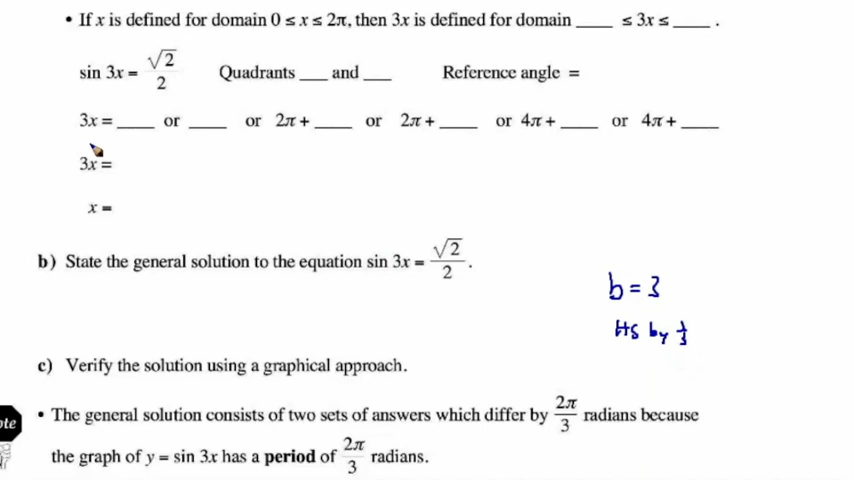 • If x is defined for domain 0 ≤ x ≤ 2π, then 3x is defined for domain ____ ≤ 3x ≤ ____ .
sin 3x = √2/2 Quadrants ___ and ___ Reference angle =
3x = ____ or ____ or 2π + ____ or 2π + ____ or 4π + ____ or 4π + ____
3x =
x =
b) State the general solution to the equation sin 3x = √2/2 .
b = 3
HS by 1/3
c) Verify the solution using a graphical approach.
• The general solution consists of two sets of answers which differ by 2π/3 radians because
the graph of y = sin 3x has a period of 2π/3 radians.